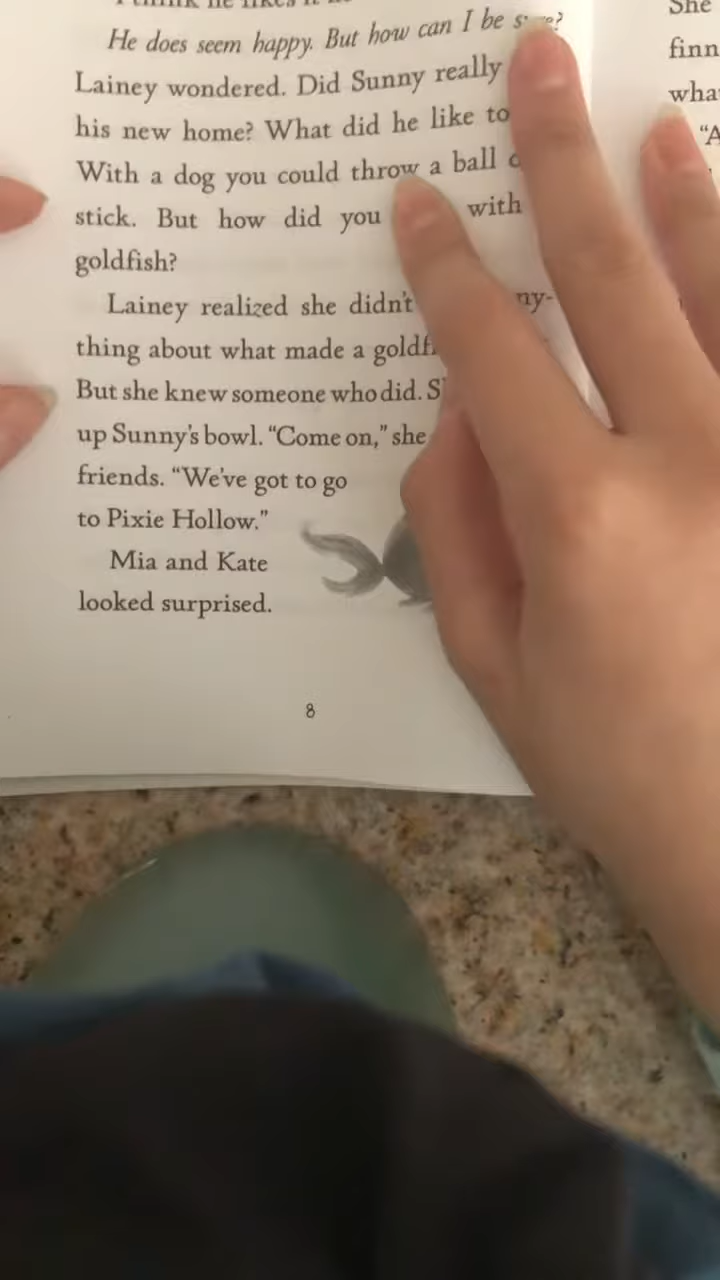 He does seem happy. But how can I be
Lainey wondered. Did Sunny really
his new home? What did he like to
With a dog you could throw a ball
stick. But how did you with
goldfish?
Lainey realized she didn't ny-
thing about what made a goldf
But she knew someone who did. S
up Sunny's bowl. "Come on," she
friends. "We've got to go
to Pixie Hollow."
Mia and Kate
looked surprised.
8
She
finn
wha
"A